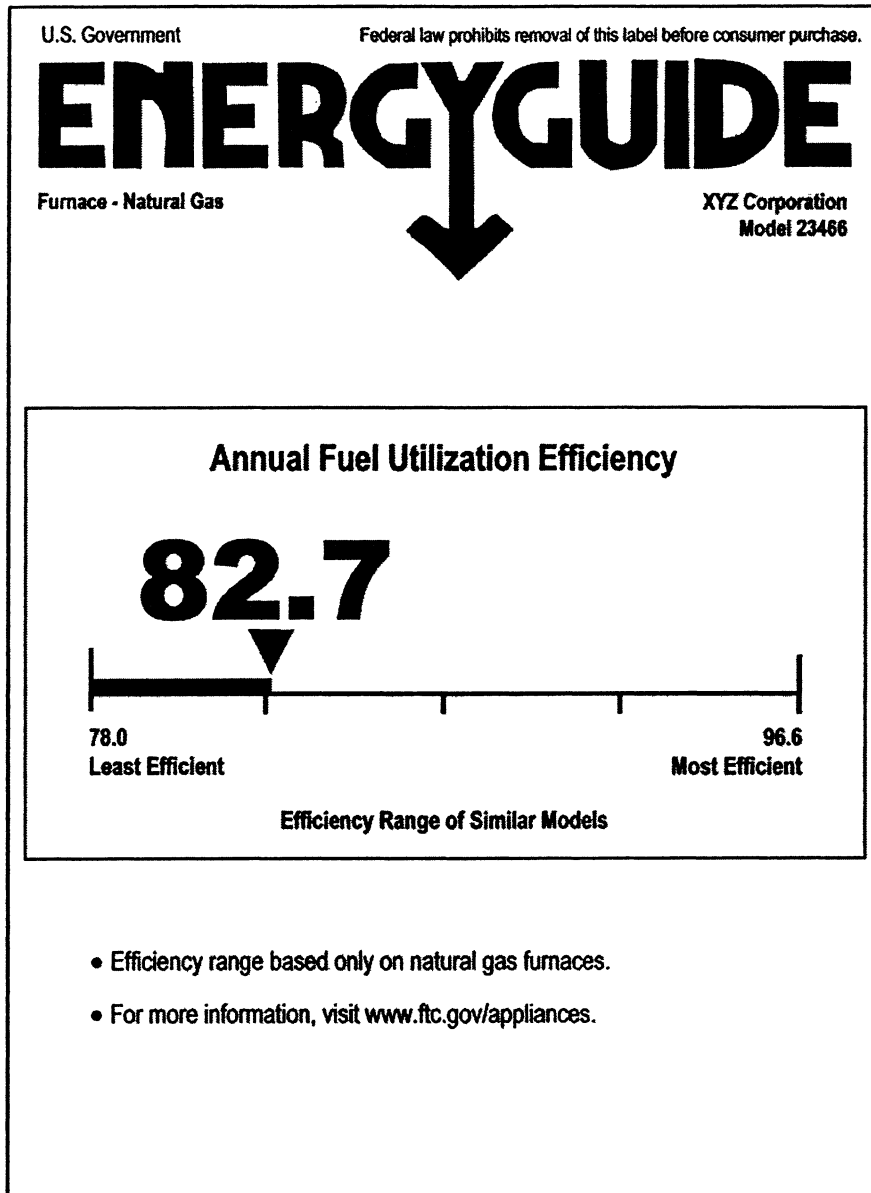 U.S. Government Federal law prohibits removal of this label before consumer purchase.
ENERGYGUIDE
Furnace - Natural Gas XYZ Corporation
Model 23466
Annual Fuel Utilization Efficiency
82.7
78.0 96.6
Least Efficient Most Efficient
Efficiency Range of Similar Models
• Efficiency range based only on natural gas furnaces.
• For more information, visit www.ftc.gov/appliances.